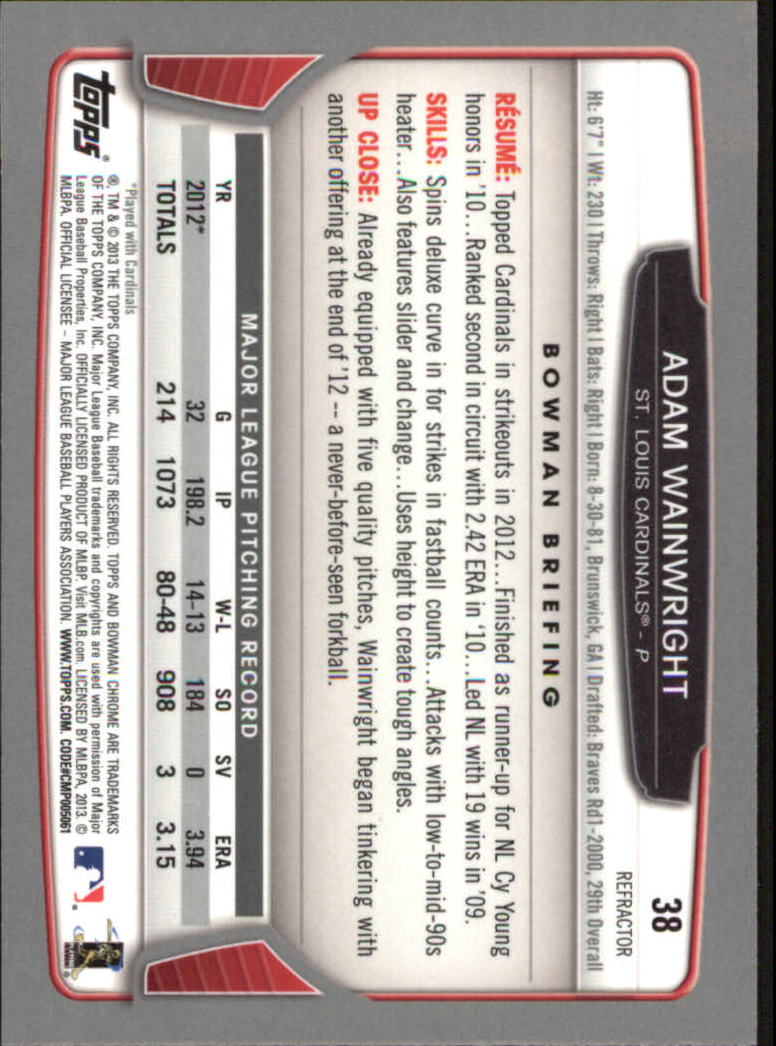 38
REFRACTOR
ADAM WAINWRIGHT
ST. LOUIS CARDINALS® - P
Ht: 6'7" | Wt: 230 | Throws: Right | Bats: Right | Born: 8-30-81, Brunswick, GA | Drafted: Braves Rd1-2000, 29th Overall
BOWMAN BRIEFING
RÉSUMÉ: Topped Cardinals in strikeouts in 2012...Finished as runner-up for NL Cy Young
honors in '10...Ranked second in circuit with 2.42 ERA in '10...Led NL with 19 wins in '09.
SKILLS: Spins deluxe curve in for strikes in fastball counts...Attacks with low-to-mid-90s
heater...Also features slider and change...Uses height to create tough angles.
UP CLOSE: Already equipped with five quality pitches, Wainwright began tinkering with
another offering at the end of '12 -- a never-before-seen forkball.
MAJOR LEAGUE PITCHING RECORD
YR G IP W-L SO SV ERA
2012* 32 198.2 14-13 184 0 3.94
TOTALS 214 1073 80-48 908 3 3.15
*Played with Cardinals
topps®
®, TM & © 2013 THE TOPPS COMPANY, INC. ALL RIGHTS RESERVED. TOPPS AND BOWMAN CHROME ARE TRADEMARKS
OF THE TOPPS COMPANY, INC. Major League Baseball trademarks and copyrights are used with permission of Major
League Baseball Properties, Inc. OFFICIALLY LICENSED PRODUCT OF MLBP. Visit MLB.com. LICENSED BY MLBPA, 2013. ©
MLBPA. OFFICIAL LICENSEE – MAJOR LEAGUE BASEBALL PLAYERS ASSOCIATION. WWW.TOPPS.COM. CODE#CMP005061